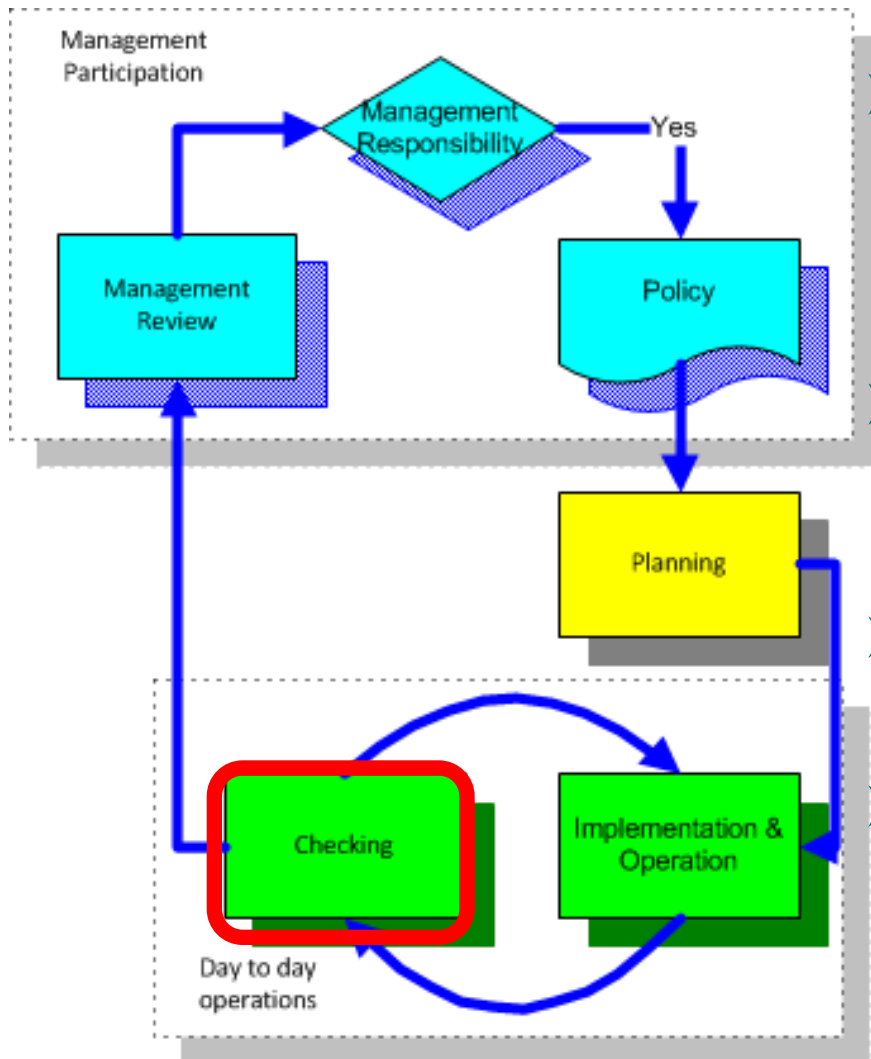 Management
Participation
Management
Responsibility
Yes
Management
Review
Policy
Planning
Checking
Implementation &
Operation
Day to day
operations